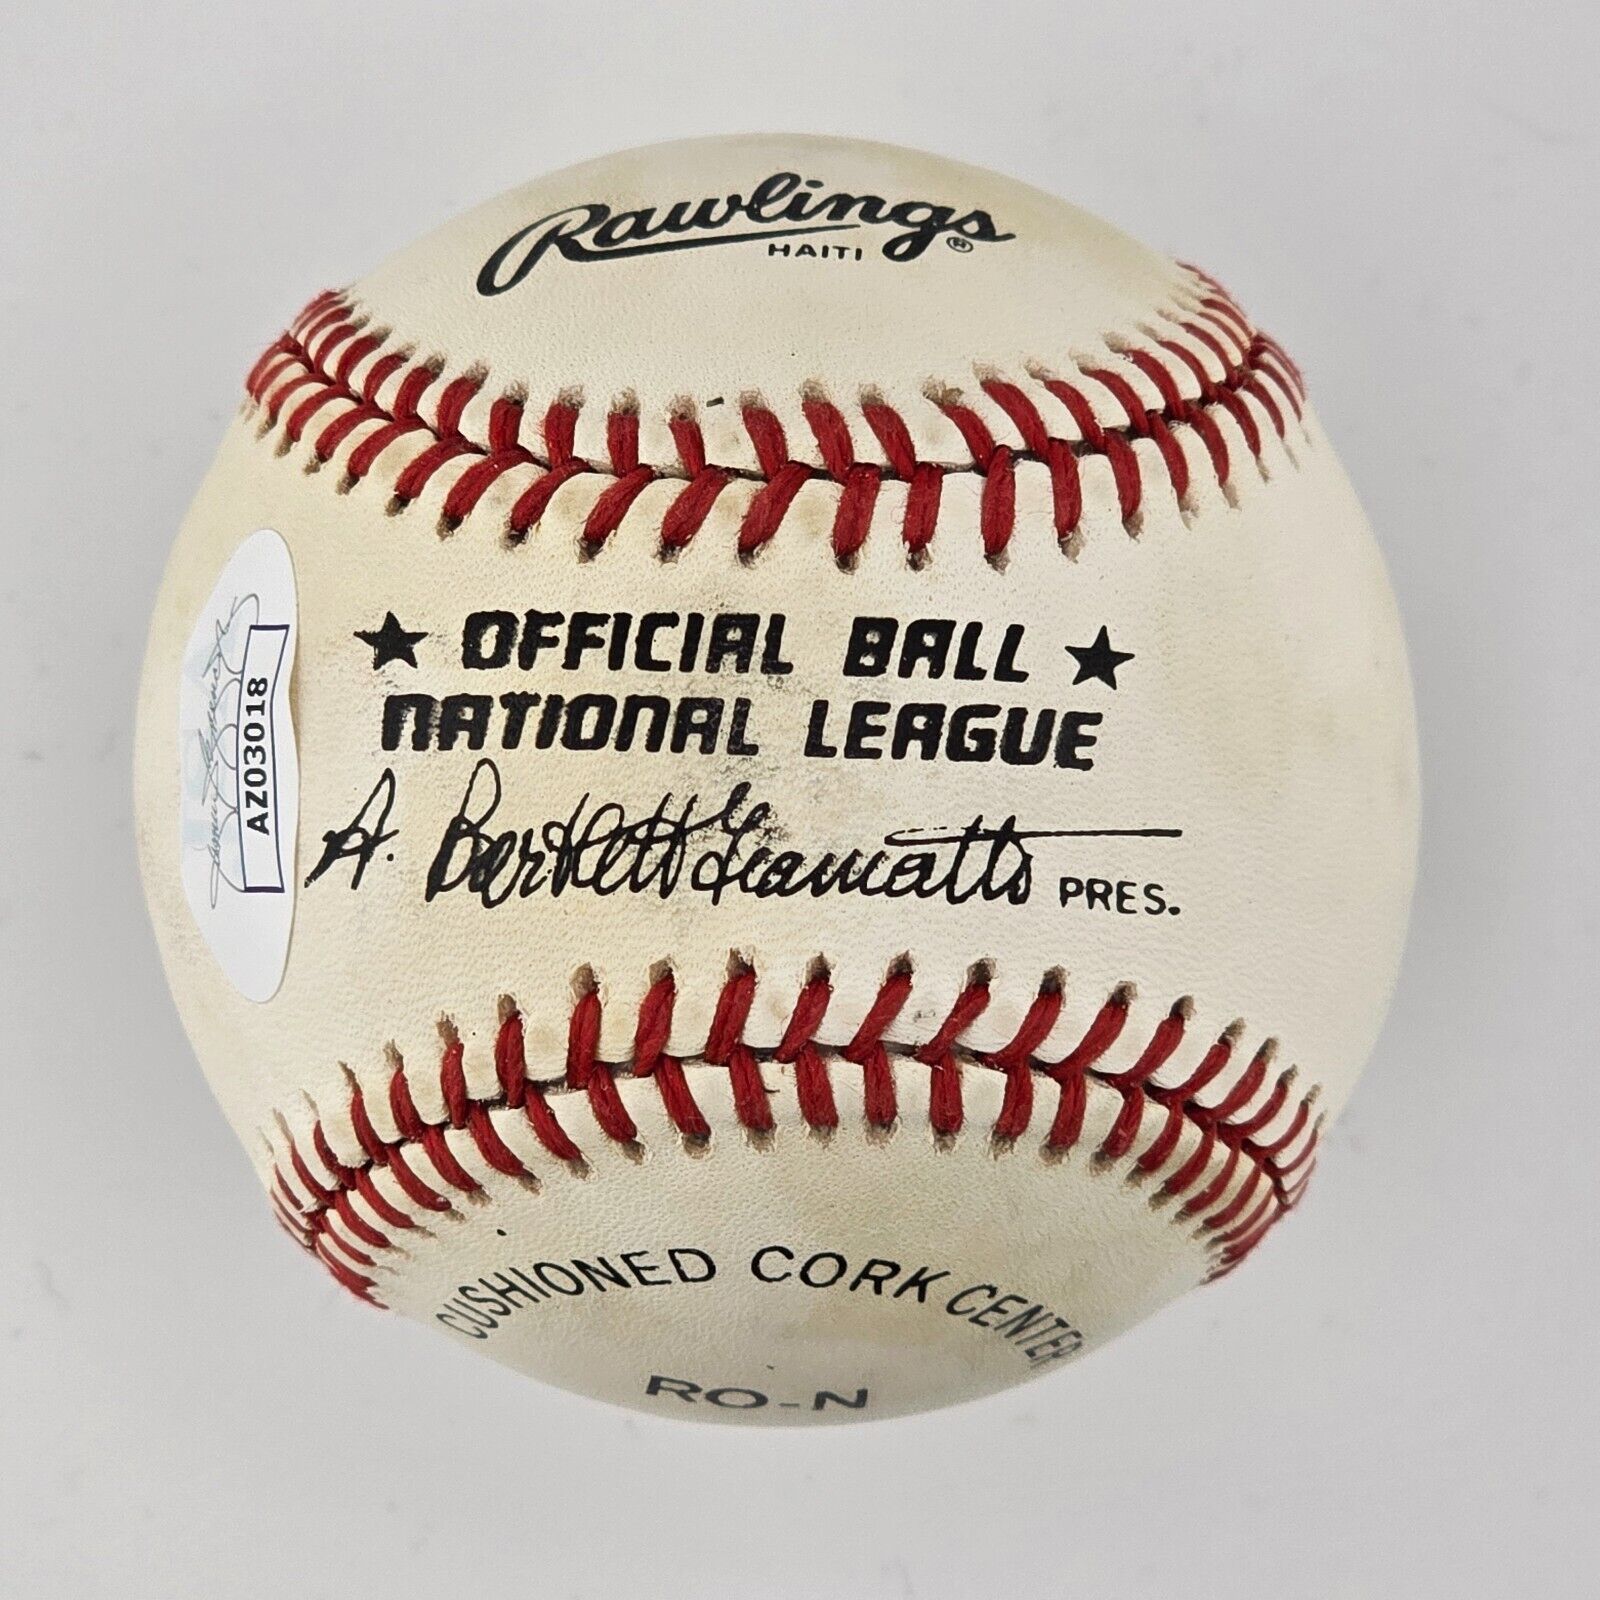 Rawlings ®
HAITI
★ OFFICIAL BALL ★
NATIONAL LEAGUE
A. Bartlett Giamatti PRES.
CUSHIONED CORK CENTER
RO-N
AZ03018